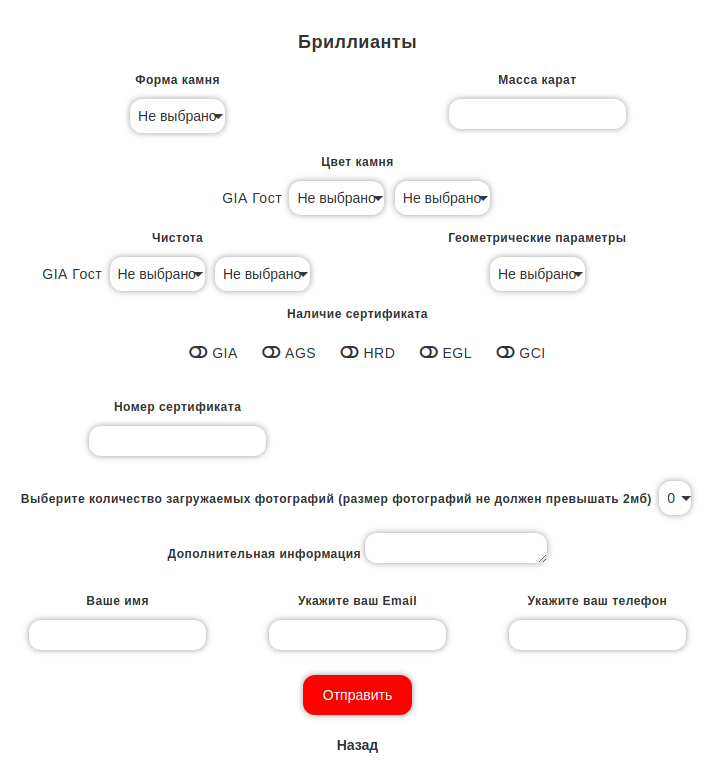 Бриллианты
Форма камня
Масса карат
Не выбрано
Цвет камня
GIA Гост Не выбрано Не выбрано
Чистота
Геометрические параметры
GIA Гост Не выбрано Не выбрано
Не выбрано
Наличие сертификата
GIA AGS HRD EGL GCI
Номер сертификата
Выберите количество загружаемых фотографий (размер фотографий не должен превышать 2мб) 0
Дополнительная информация
Ваше имя
Укажите ваш Email
Укажите ваш телефон
Отправить
Назад